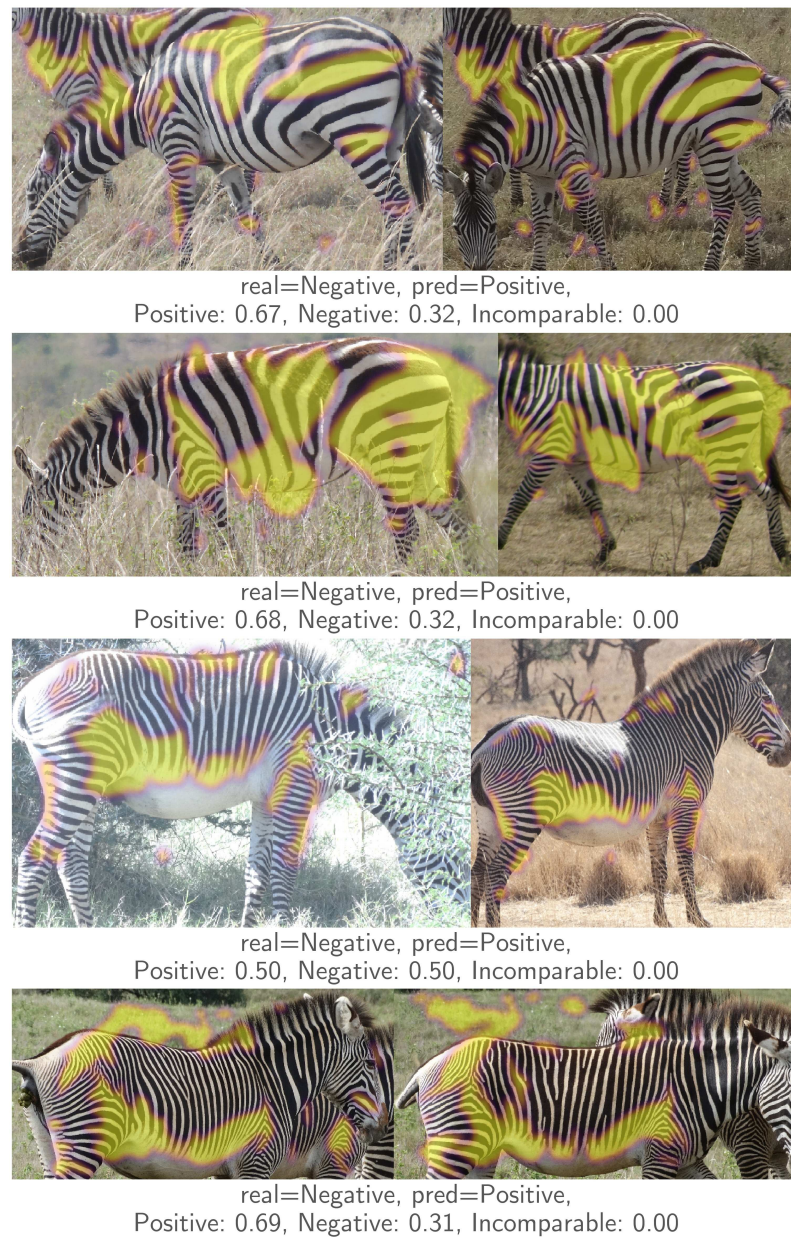 real=Negative, pred=Positive,
Positive: 0.67, Negative: 0.32, Incomparable: 0.00
real=Negative, pred=Positive,
Positive: 0.68, Negative: 0.32, Incomparable: 0.00
real=Negative, pred=Positive,
Positive: 0.50, Negative: 0.50, Incomparable: 0.00
real=Negative, pred=Positive,
Positive: 0.69, Negative: 0.31, Incomparable: 0.00